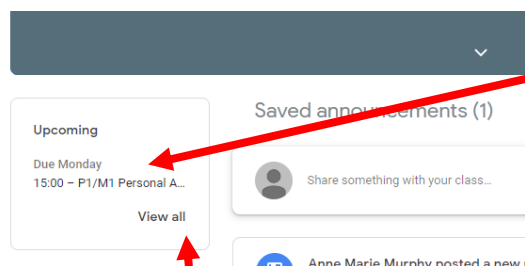 Upcoming
Due Monday
15:00 – P1/M1 Personal A...
View all
Saved announcements (1)
Share something with your class...
Anne Marie Murphy posted a new